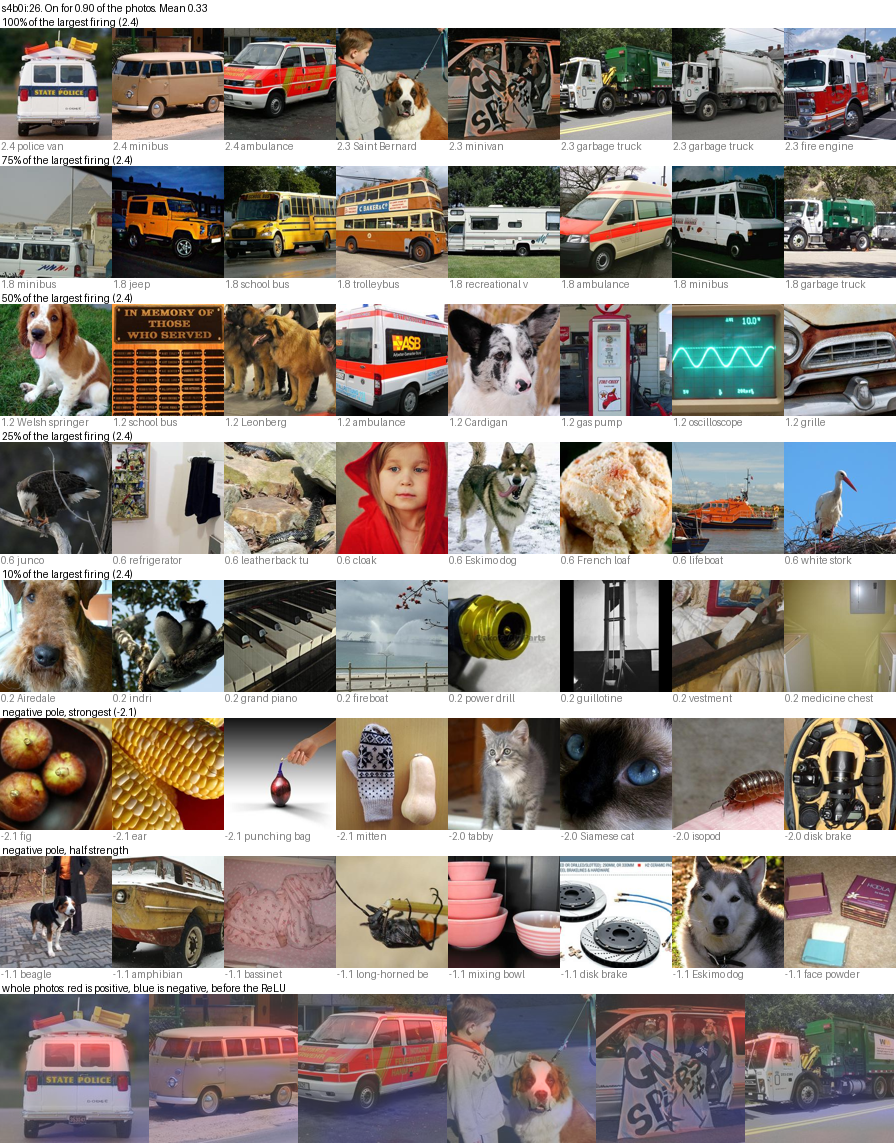 s4b0i:26. On for 0.90 of the photos. Mean 0.33
100% of the largest firing (2.4)
STATE POLICE
GO
2.4 police van
2.4 minibus
2.4 ambulance
2.3 Saint Bernard
2.3 minivan
2.3 garbage truck
2.3 garbage truck
2.3 fire engine
75% of the largest firing (2.4)
1.8 minibus
1.8 jeep
1.8 school bus
1.8 trolleybus
1.8 recreational v
1.8 ambulance
1.8 minibus
1.8 garbage truck
50% of the largest firing (2.4)
IN MEMORY OF
THOSE
WHO SERVED
ASB
10.0
FIRE-CHIEF
1.2 Welsh springer
1.2 school bus
1.2 Leonberg
1.2 ambulance
1.2 Cardigan
1.2 gas pump
1.2 oscilloscope
1.2 grille
25% of the largest firing (2.4)
0.6 junco
0.6 refrigerator
0.6 leatherback tu
0.6 cloak
0.6 Eskimo dog
0.6 French loaf
0.6 lifeboat
0.6 white stork
10% of the largest firing (2.4)
0.2 Airedale
0.2 indri
0.2 grand piano
0.2 fireboat
0.2 power drill
0.2 guillotine
0.2 vestment
0.2 medicine chest
negative pole, strongest (-2.1)
-2.1 fig
-2.1 ear
-2.1 punching bag
-2.1 mitten
-2.0 tabby
-2.0 Siamese cat
-2.0 isopod
-2.0 disk brake
negative pole, half strength
HOOLA
-1.1 beagle
-1.1 amphibian
-1.1 bassinet
-1.1 long-horned be
-1.1 mixing bowl
-1.1 disk brake
-1.1 Eskimo dog
-1.1 face powder
whole photos: red is positive, blue is negative, before the ReLU
STATE POLICE
GO